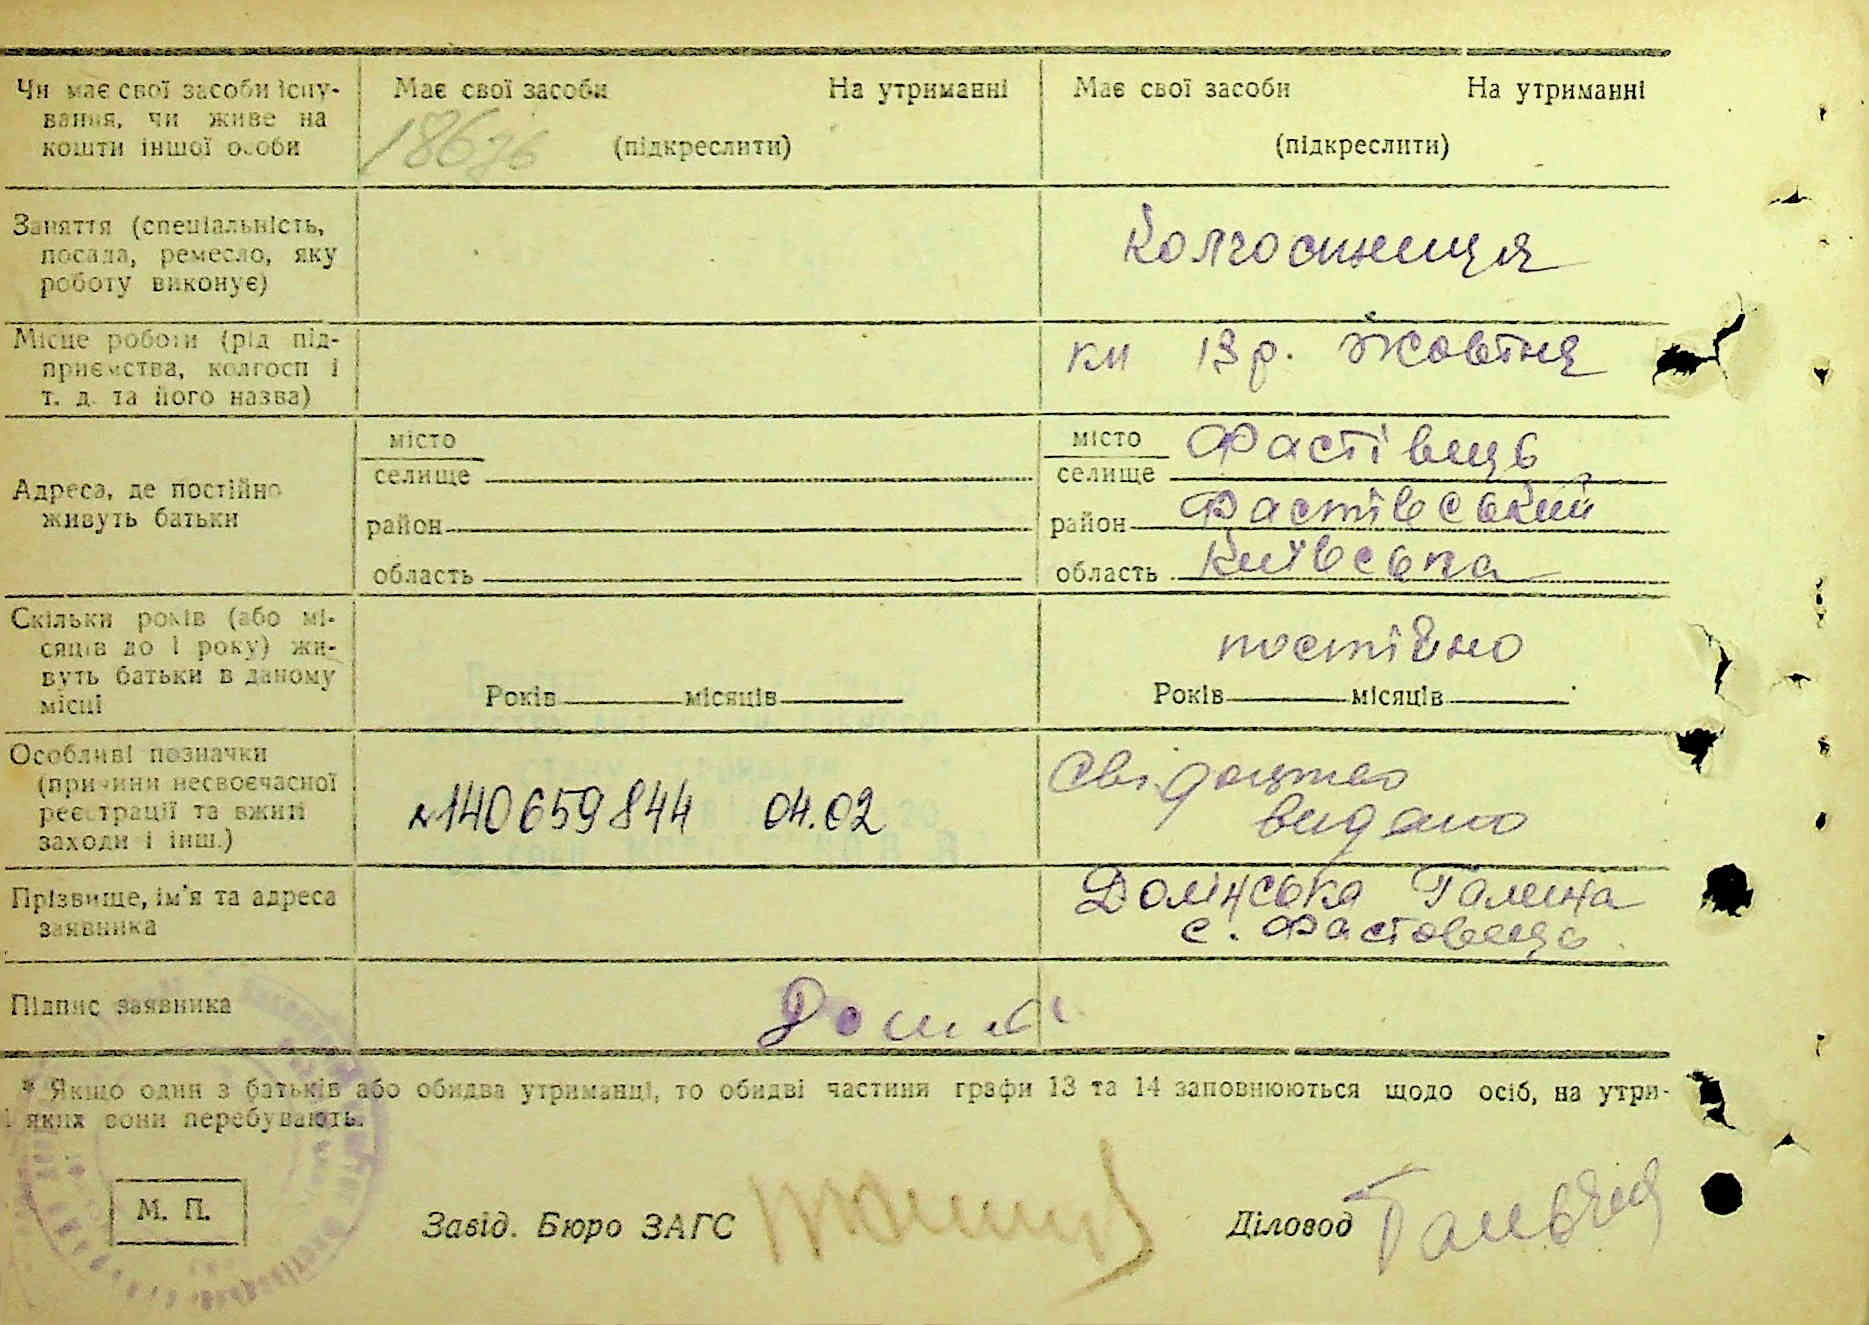 Чи має свої засоби існу-
вання, чи живе на
кошти іншої особи
Має свої засоби На утриманні
18676
(підкреслити)
Має свої засоби На утриманні
(підкреслити)
Заняття (спеціальність,
посада, ремесло, яку
роботу виконує)
Колгоспниця
Місце роботи (рід під-
приємства, колгосп і
т. д. та його назва)
кп 13 р. Жовтня
Адреса, де постійно
живуть батьки
місто
селище
район
область
місто Фастівець
селище
район Фастівський
область Київська
Скільки років (або мі-
сяців до 1 року) жи-
вуть батьки в даному
місці
Років місяців
постійно
Років місяців
Особливі позначки
(причини несвоєчасної
реєстрації та вжиті
заходи і інш.)
N140659844 04.02
Свідоцтво
видано
Прізвище, ім'я та адреса
заявника
Домінська Галина
с. Фастовець
Підпис заявника
* Якщо один з батьків або обидва утриманці, то обидві частини графи 13 та 14 заповнюються щодо осіб, на утри-
і яких вони перебувають.
М. П.
Завід. Бюро ЗАГС
Діловод